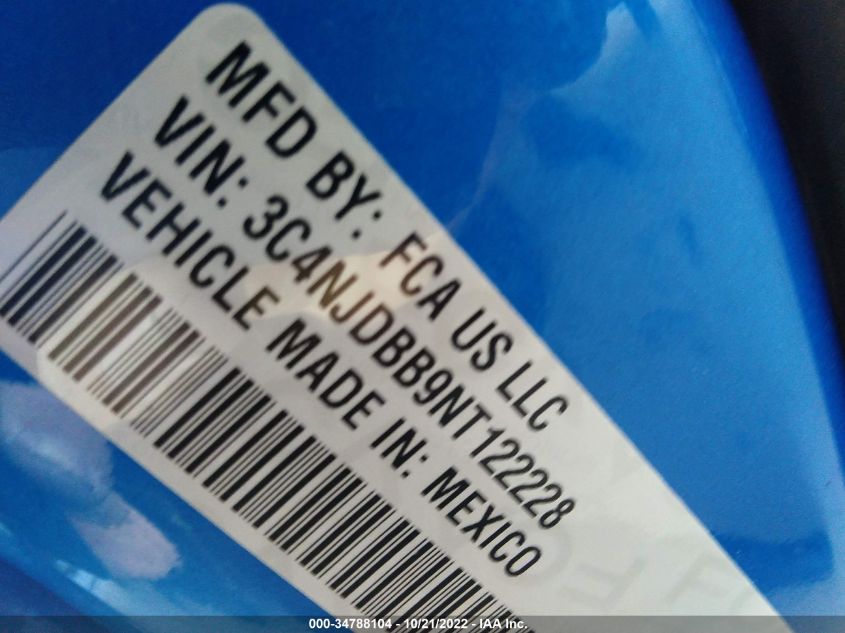 MFD BY: FCA US LLC
VIN: 3C4NJDBB9NT122228
VEHICLE MADE IN: MEXICO
000-34788104 - 10/21/2022 - IAA Inc.